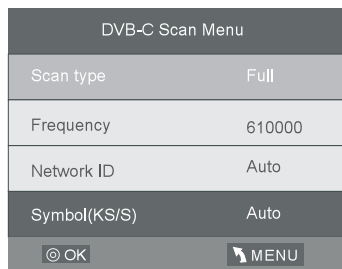 DVB-C Scan Menu
Scan type Full
Frequency 610000
Network ID Auto
Symbol(KS/S) Auto
OK MENU